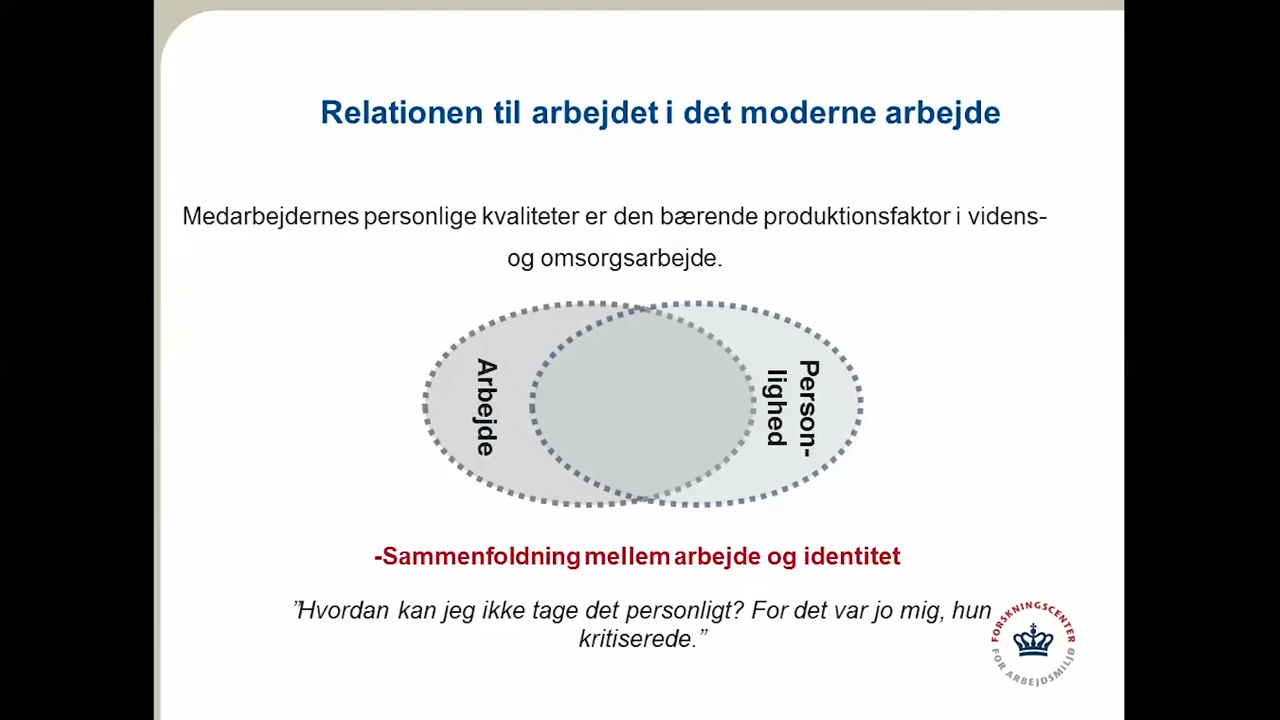 Relationen til arbejdet i det moderne arbejde
Medarbejdernes personlige kvaliteter er den bærende produktionsfaktor i videns-
og omsorgsarbejde.
Arbejde
Person-
lighed
-Sammenfoldning mellem arbejde og identitet
”Hvordan kan jeg ikke tage det personligt? For det var jo mig, hun
kritiserede.”
FORSKNINGSCENTER
FOR ARBEJDSMILJØ